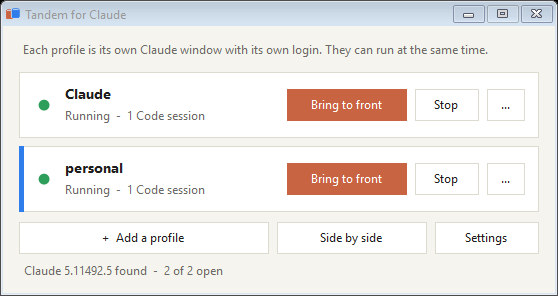 Tandem for Claude
Each profile is its own Claude window with its own login. They can run at the same time.
Claude
Running - 1 Code session
Bring to front
Stop
...
personal
Running - 1 Code session
Bring to front
Stop
...
+ Add a profile
Side by side
Settings
Claude 5.11492.5 found - 2 of 2 open